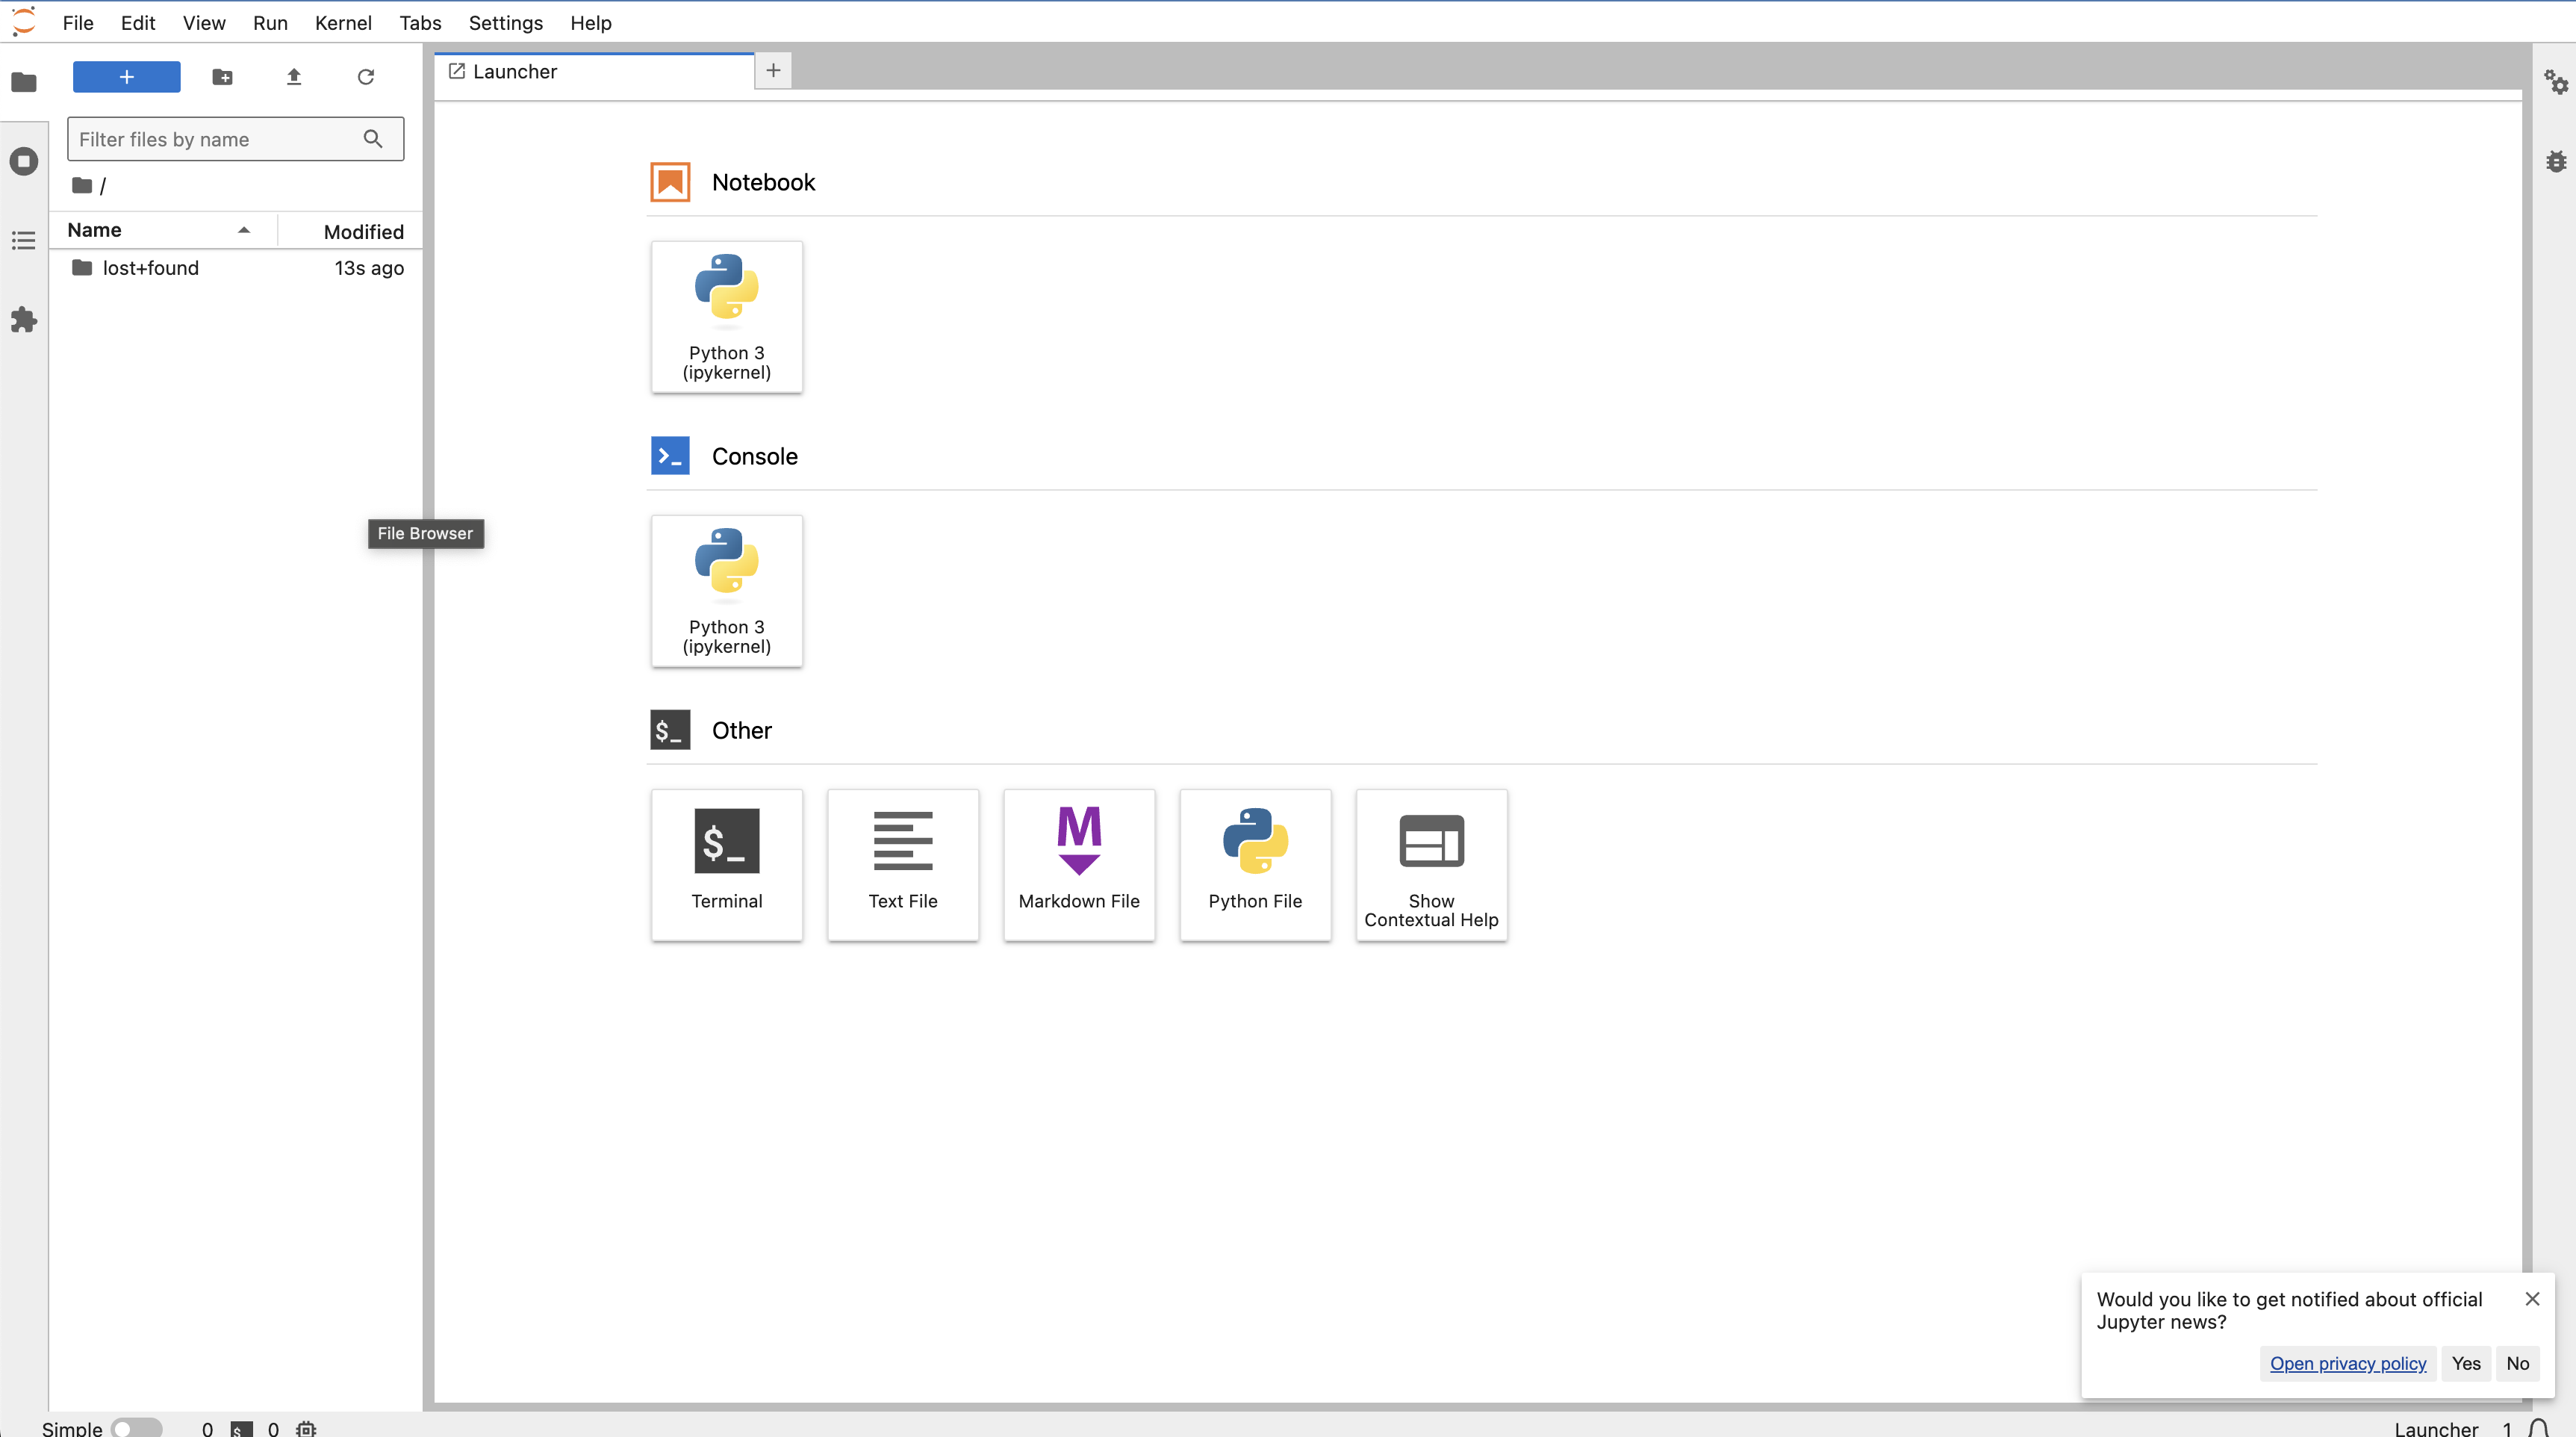 File Edit View Run Kernel Tabs Settings Help
Launcher
Filter files by name
/
Name Modified
lost+found 13s ago
File Browser
Notebook
Python 3
(ipykernel)
Console
>_
Python 3
(ipykernel)
$_
Other
$_
Terminal
Text File
M
Markdown File
Python File
Show
Contextual Help
Would you like to get notified about official
Jupyter news?
Open privacy policy Yes No
Simple 0 $_ 0 Launcher 1